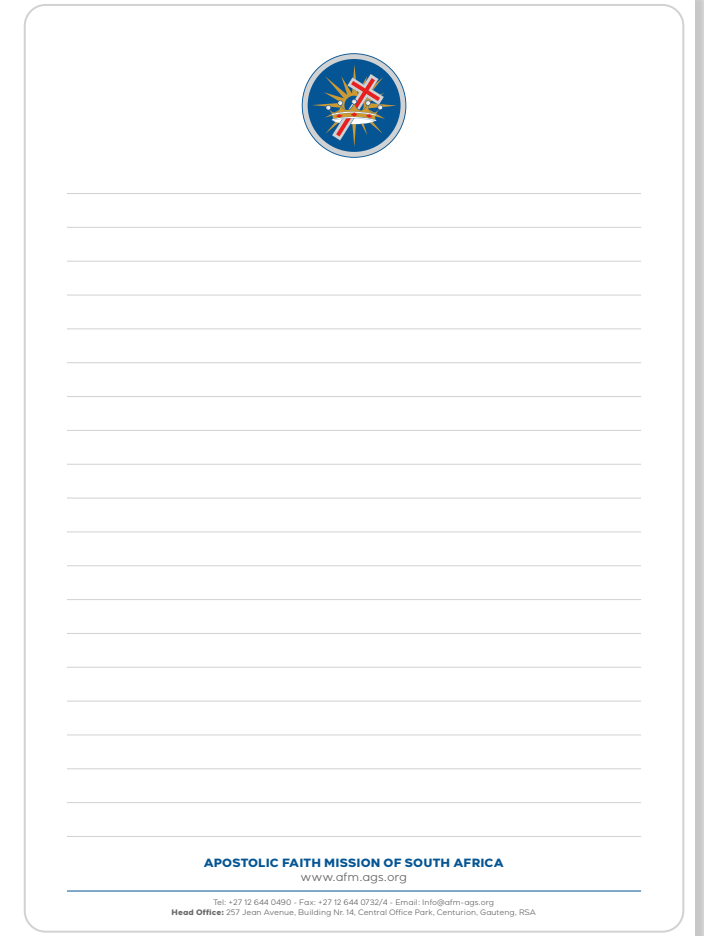 APOSTOLIC FAITH MISSION OF SOUTH AFRICA
www.afm.ags.org
Tel: +27 12 644 0490 - Fax: +27 12 644 0732/4 - Email: Info@afm-ags.org
Head Office: 257 Jean Avenue, Building Nr. 14, Central Office Park, Centurion, Gauteng, RSA